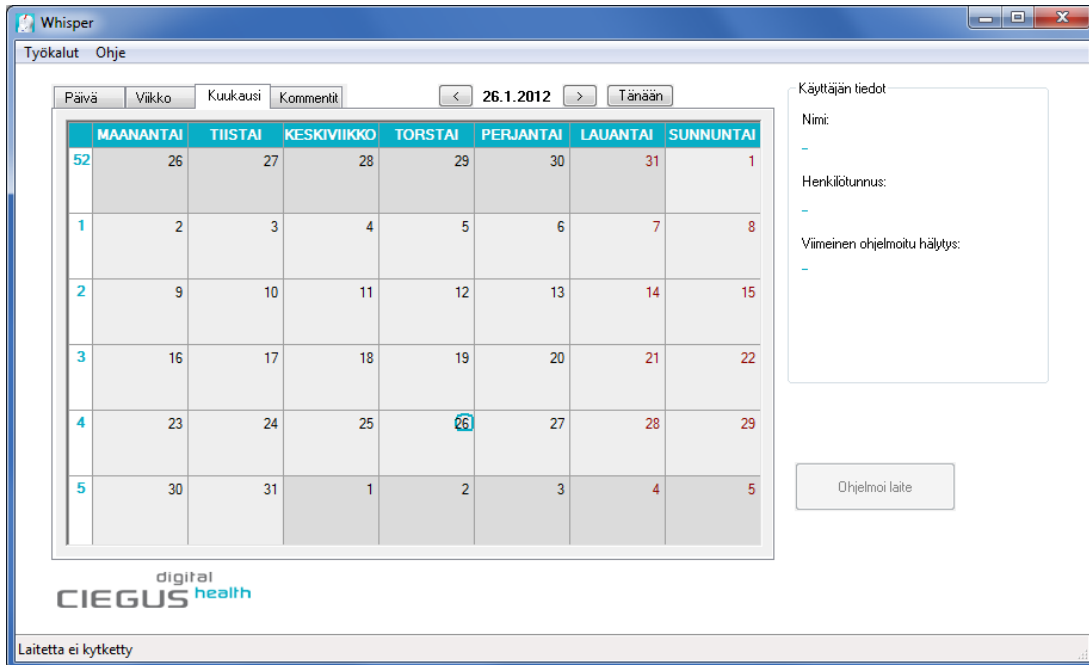 Whisper
Työkalut Ohje
Päivä Viikko Kuukausi Kommentit < 26.1.2012 > Tänään
MAANANTAI TIISTAI KESKIVIIKKO TORSTAI PERJANTAI LAUANTAI SUNNUNTAI
52 26 27 28 29 30 31 1
1 2 3 4 5 6 7 8
2 9 10 11 12 13 14 15
3 16 17 18 19 20 21 22
4 23 24 25 26 27 28 29
5 30 31 1 2 3 4 5
Käyttäjän tiedot
Nimi:
–
Henkilötunnus:
–
Viimeinen ohjelmoitu hälytys:
–
Ohjelmoi laite
digital
CIEGUS health
Laitetta ei kytketty